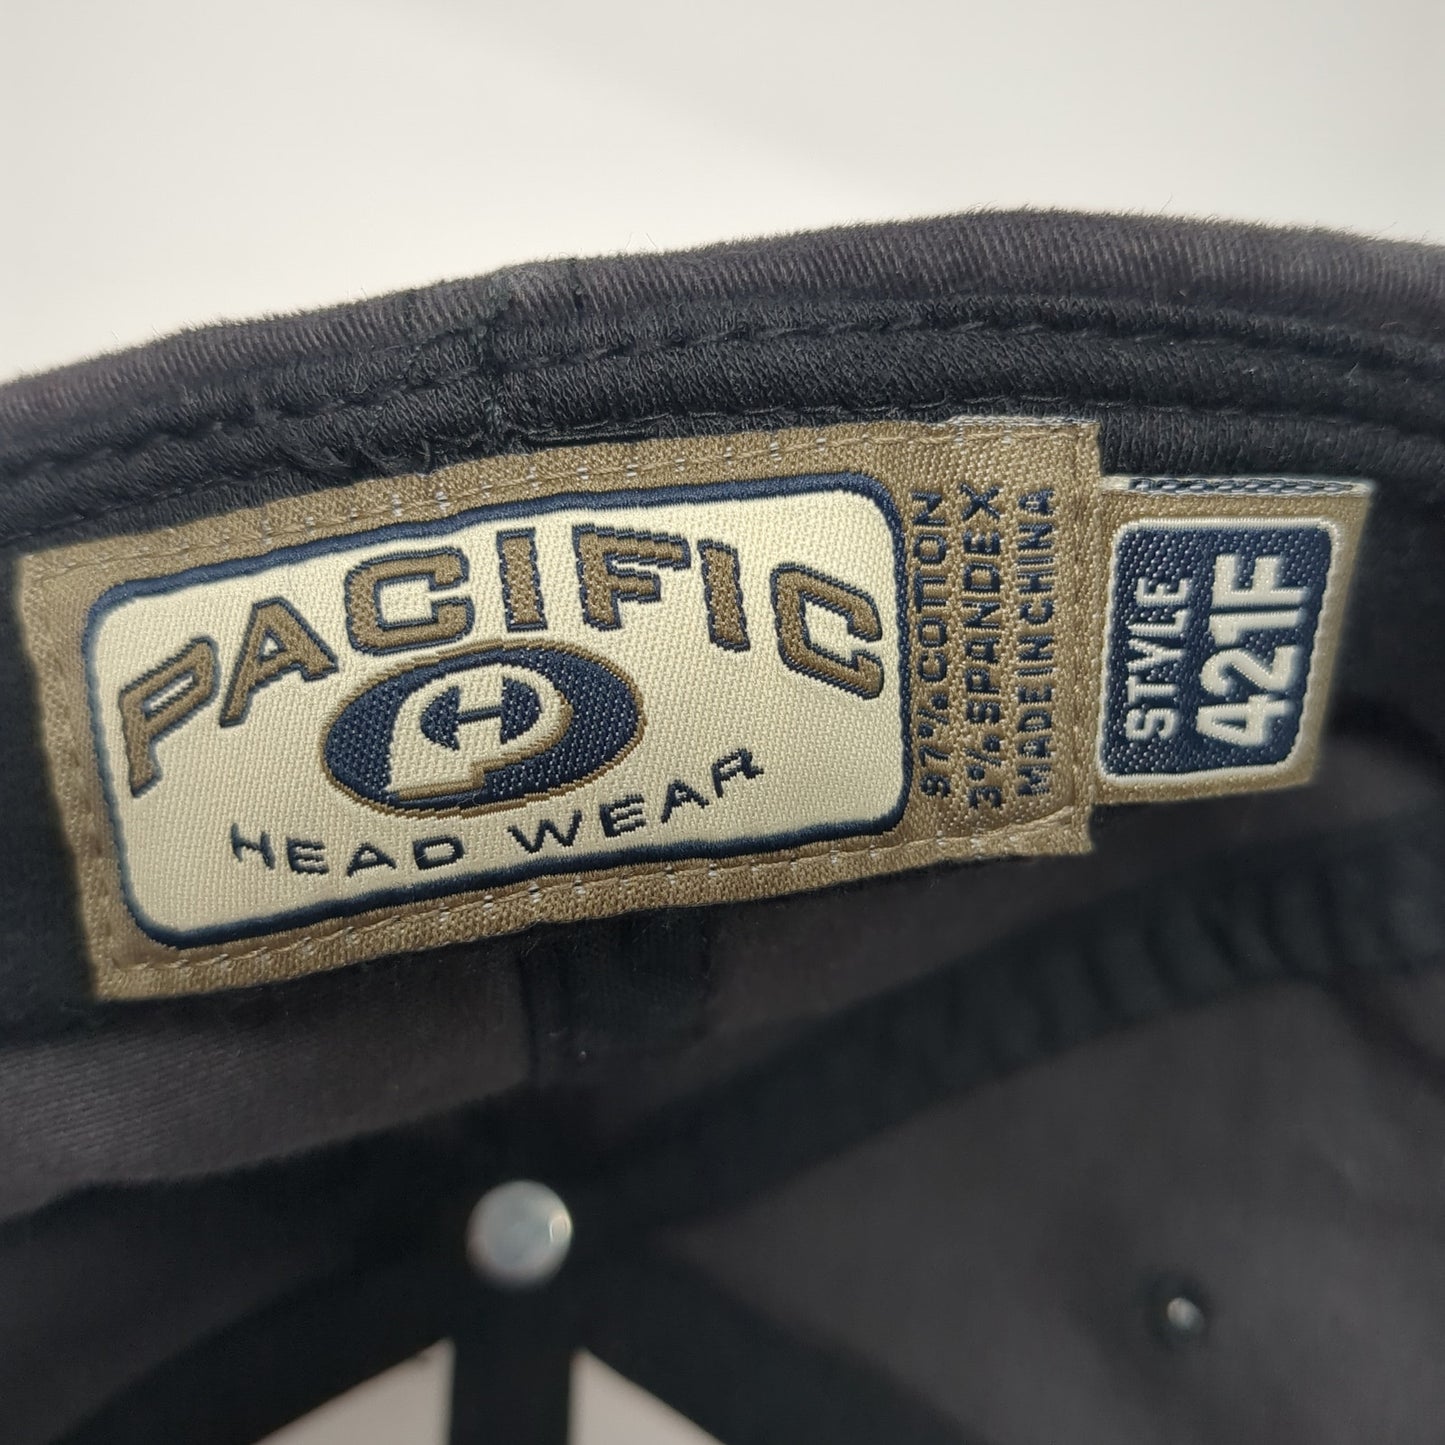 PACIFIC
HEAD WEAR
97% COTTON
3% SPANDEX
MADE IN CHINA
STYLE
421F